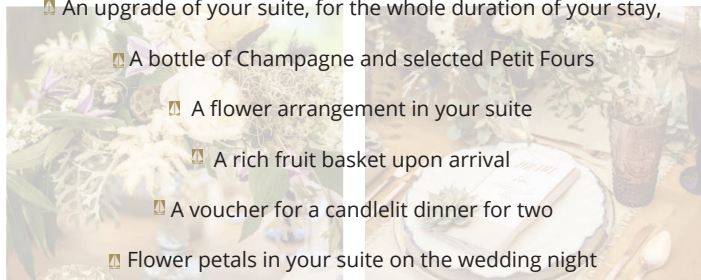 An upgrade of your suite, for the whole duration of your stay,
A bottle of Champagne and selected Petit Fours
A flower arrangement in your suite
A rich fruit basket upon arrival
A voucher for a candlelit dinner for two
Flower petals in your suite on the wedding night